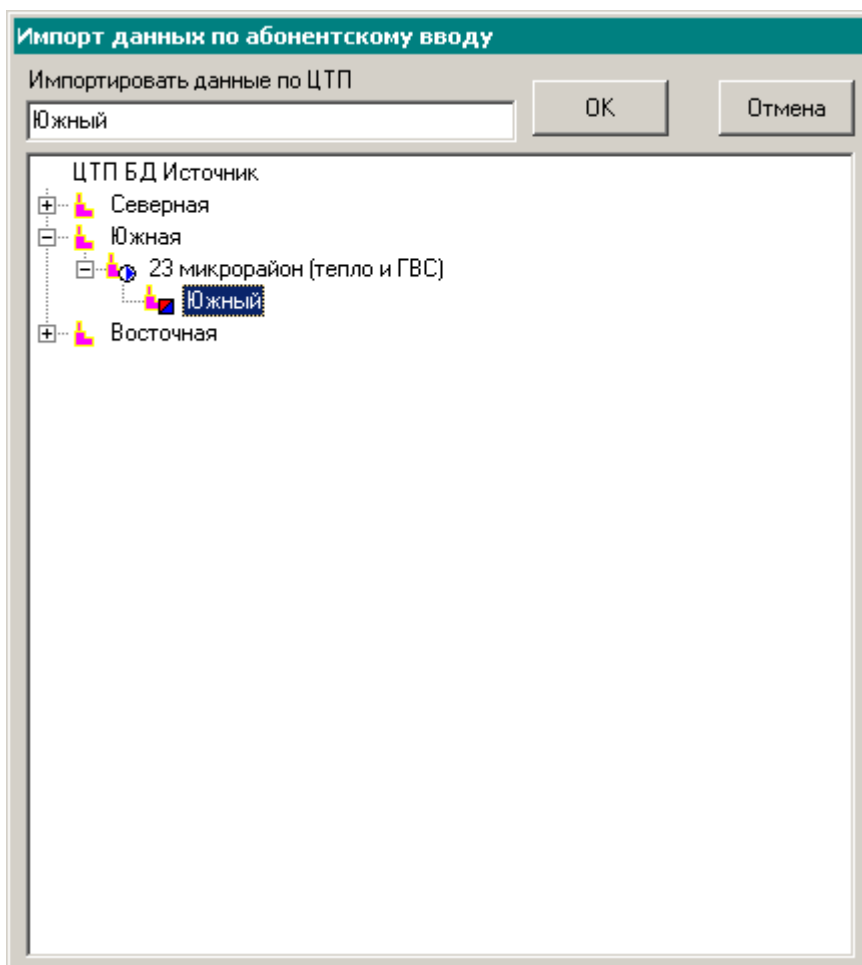 Импорт данных по абонентскому вводу
Импортировать данные по ЦТП
Южный
OK
Отмена
ЦТП БД Источник
Северная
Южная
23 микрорайон (тепло и ГВС)
Южный
Восточная